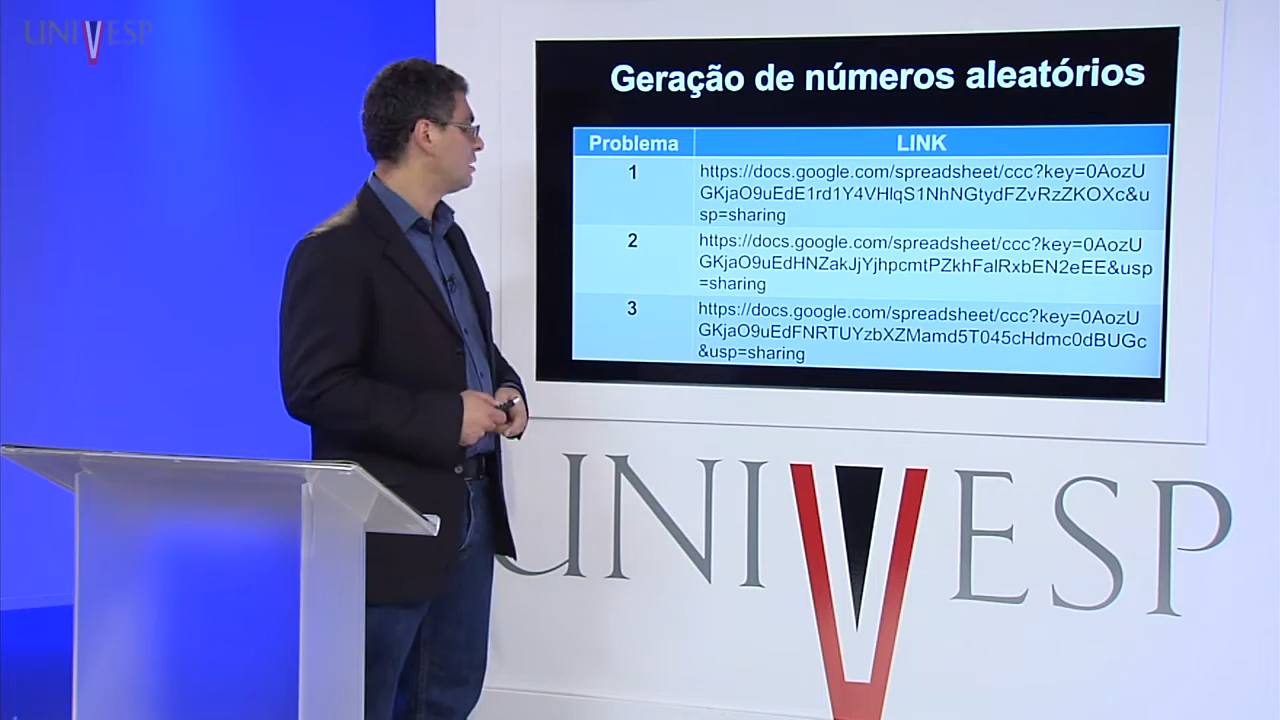 UNIVESP
Geração de números aleatórios
Problema LINK
1 https://docs.google.com/spreadsheet/ccc?key=0AozU
GKjaO9uEdE1rd1Y4VHlqS1NhNGtydFZvRzZKOXc&u
sp=sharing
2 https://docs.google.com/spreadsheet/ccc?key=0AozU
GKjaO9uEdHNZakJjYjhpcmtPZkhFalRxbEN2eEE&usp
=sharing
3 https://docs.google.com/spreadsheet/ccc?key=0AozU
GKjaO9uEdFNRTUYzbXZMamd5T045cHdmc0dBUGc
&usp=sharing
UNIVESP